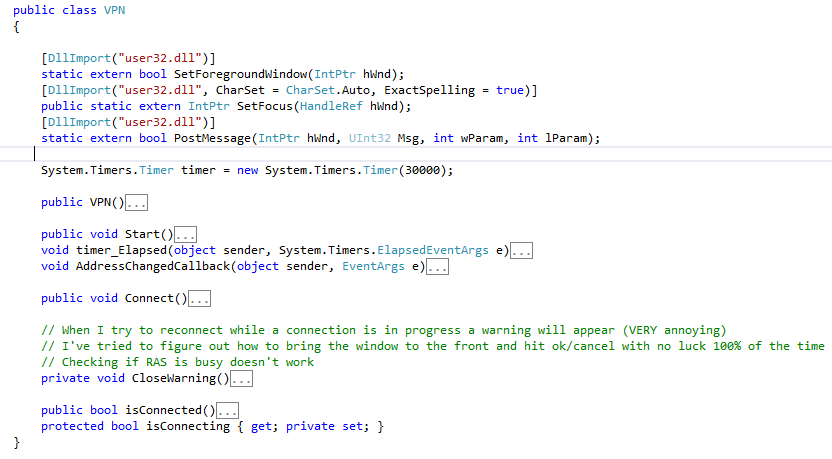 public class VPN
{
[DllImport("user32.dll")]
static extern bool SetForegroundWindow(IntPtr hWnd);
[DllImport("user32.dll", CharSet = CharSet.Auto, ExactSpelling = true)]
public static extern IntPtr SetFocus(HandleRef hWnd);
[DllImport("user32.dll")]
static extern bool PostMessage(IntPtr hWnd, UInt32 Msg, int wParam, int lParam);
System.Timers.Timer timer = new System.Timers.Timer(30000);
public VPN()...
public void Start()...
void timer_Elapsed(object sender, System.Timers.ElapsedEventArgs e)...
void AddressChangedCallback(object sender, EventArgs e)...
public void Connect()...
// When I try to reconnect while a connection is in progress a warning will appear (VERY annoying)
// I've tried to figure out how to bring the window to the front and hit ok/cancel with no luck 100% of the time
// Checking if RAS is busy doesn't work
private void CloseWarning()...
public bool isConnected()...
protected bool isConnecting { get; private set; }
}